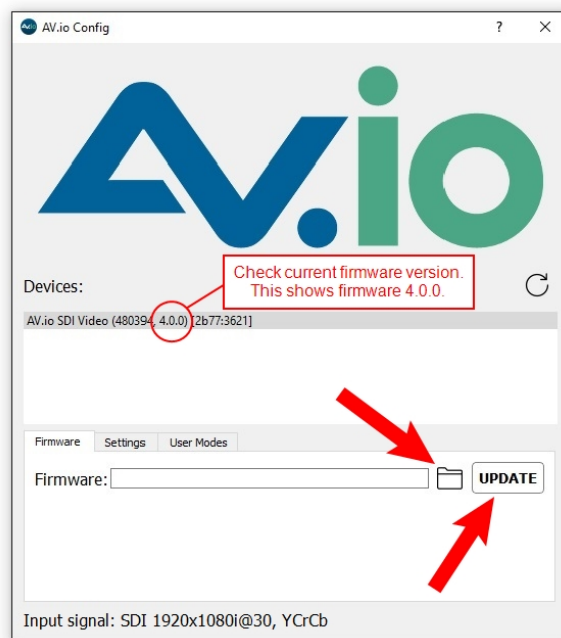 AV.io Config
? X
AV.io
Check current firmware version.
This shows firmware 4.0.0.
Devices:
AV.io SDI Video (480394, 4.0.0) [2b77:3621]
Firmware Settings User Modes
Firmware: UPDATE
Input signal: SDI 1920x1080i@30, YCrCb